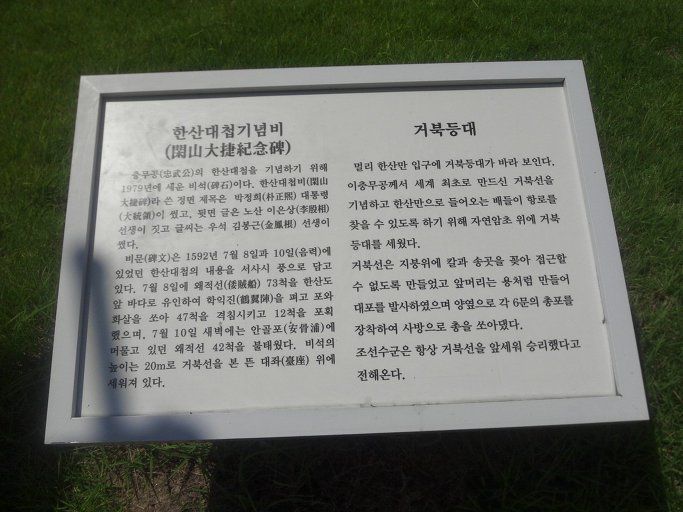 한산대첩기념비
(閑山大捷紀念碑)
충무공(忠武公)의 한산대첩을 기념하기 위해
1979년에 세운 비석(碑石)이다. 한산대첩비(閑山
大捷碑)라 쓴 정면 제목은 박정희(朴正熙) 대통령
(大統領)이 썼고, 뒷면 글은 노산 이은상(李殷相)
선생이 짓고 글씨는 우석 김봉근(金鳳根) 선생이
썼다.
비문(碑文)은 1592년 7월 8일과 10일(음력)에
있었던 한산대첩의 내용을 서사시 풍으로 담고
있다. 7월 8일에 왜적선(倭賊船) 73척을 한산도
앞 바다로 유인하여 학익진(鶴翼陣)을 펴고 포와
화살을 쏘아 47척을 격침시키고 12척을 포획
했으며, 7월 10일 새벽에는 안골포(安骨浦)에
머물고 있던 왜적선 42척을 불태웠다. 비석의
높이는 20m로 거북선을 본 뜬 대좌(臺座) 위에
세워져 있다.
거북등대
멀리 한산만 입구에 거북등대가 바라 보인다.
이충무공께서 세계 최초로 만드신 거북선을
기념하고 한산만으로 들어오는 배들이 항로를
찾을 수 있도록 하기 위해 자연암초 위에 거북
등대를 세웠다.
거북선은 지붕위에 칼과 송곳을 꽂아 접근할
수 없도록 만들었고 앞머리는 용처럼 만들어
대포를 발사하였으며 양옆으로 각 6문의 총포를
장착하여 사방으로 총을 쏘아댔다.
조선수군은 항상 거북선을 앞세워 승리했다고
전해온다.